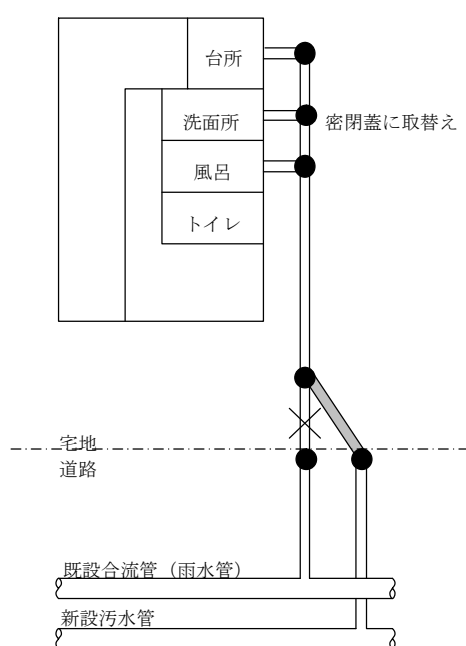 台所
洗面所
密閉蓋に取替え
風呂
トイレ
宅地
道路
既設合流管（雨水管）
新設汚水管